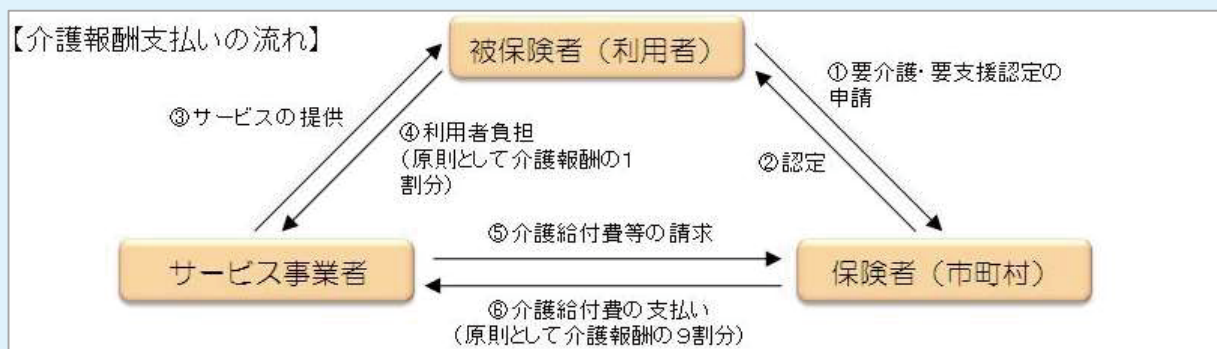 【介護報酬支払いの流れ】
被保険者（利用者）
①要介護・要支援認定の
申請
③サービスの提供
④利用者負担
（原則として介護報酬の1
割分）
②認定
⑤介護給付費等の請求
サービス事業者
保険者（市町村）
⑥介護給付費の支払い
（原則として介護報酬の9割分）